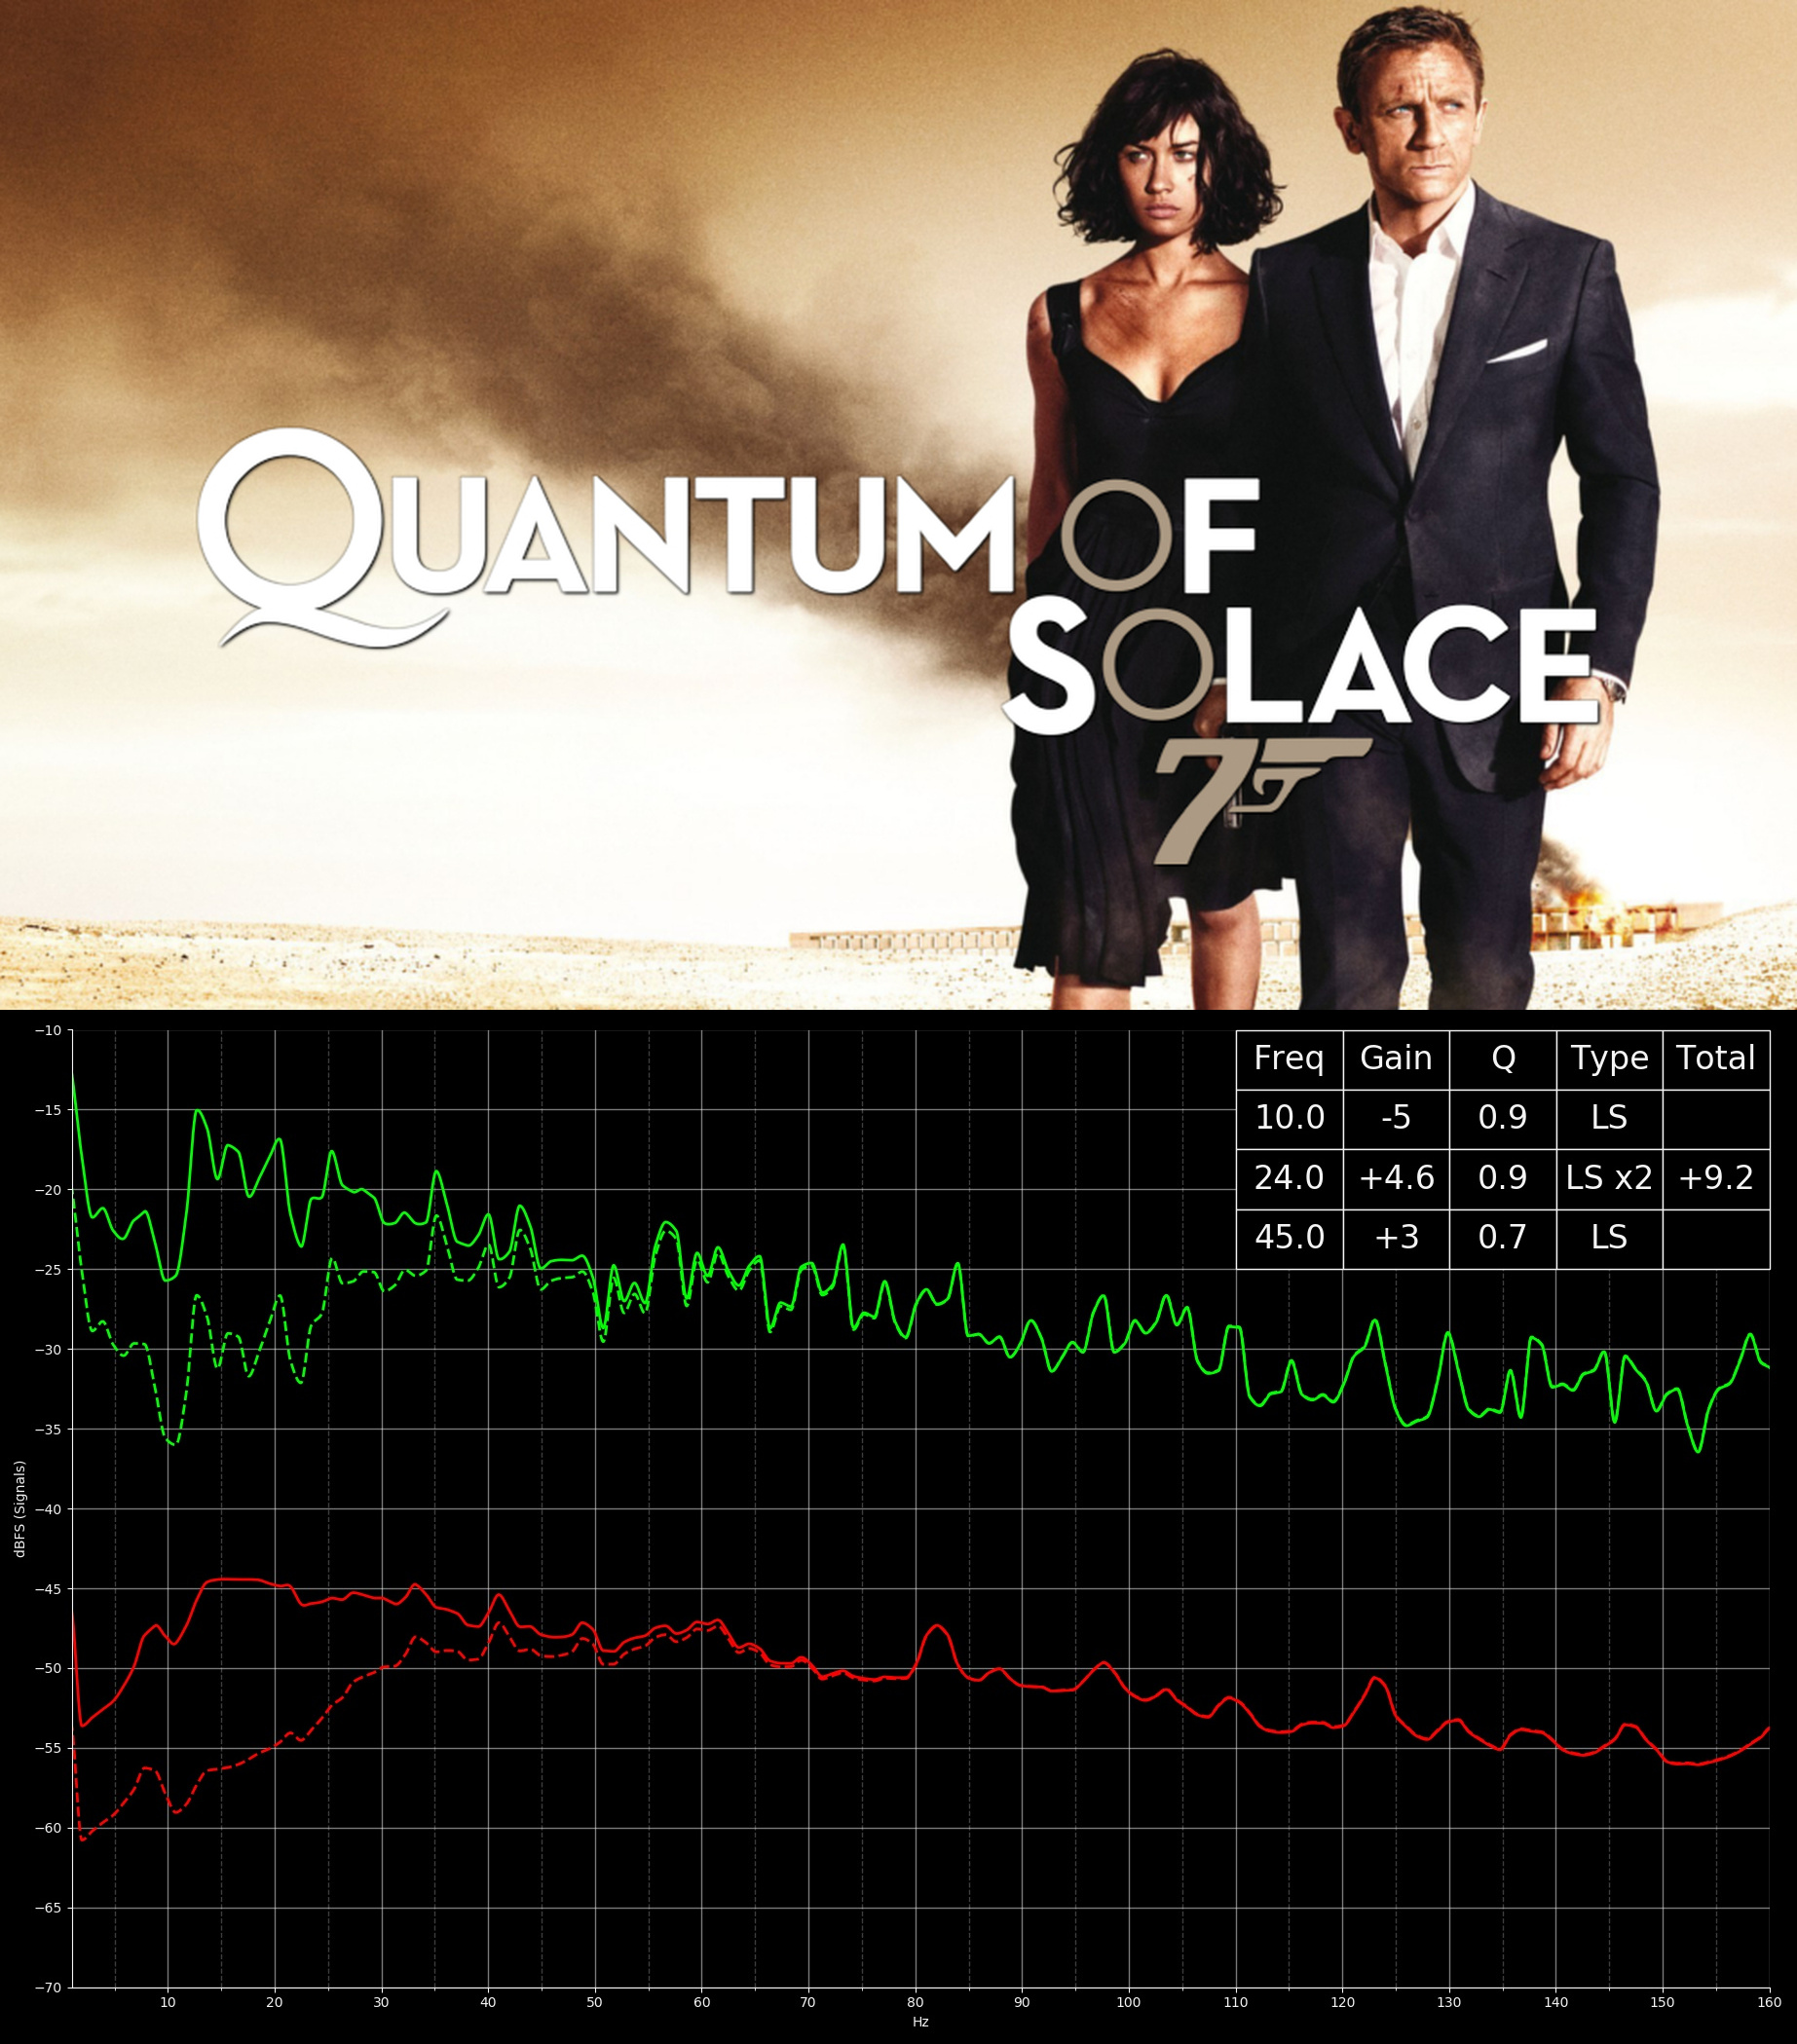 QUANTUM OF
SOLACE
7
Freq Gain Q Type Total
10.0 -5 0.9 LS
24.0 +4.6 0.9 LS x2 +9.2
45.0 +3 0.7 LS
−10
−15
−20
−25
−30
−35
−40
−45
−50
−55
−60
−65
−70
dBFS (Signals)
10 20 30 40 50 60 70 80 90 100 110 120 130 140 150 160
Hz